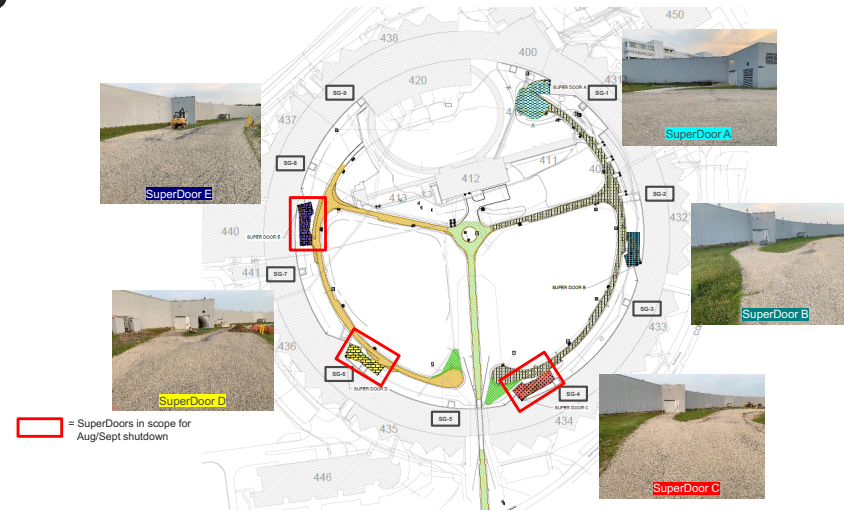 450
438
400
420
SUPER DOOR A
SG-9
SG-1
431
SuperDoor A
437
411
SG-8
412
413
SG-2
SuperDoor E
432
440
SUPER DOOR E
441
SG-7
SUPER DOOR B
SG-3
433
SuperDoor B
436
SG-6
SUPER DOOR D
SuperDoor D
SG-4
SUPER DOOR C
SG-5
434
435
= SuperDoors in scope for
Aug/Sept shutdown
446
SuperDoor C